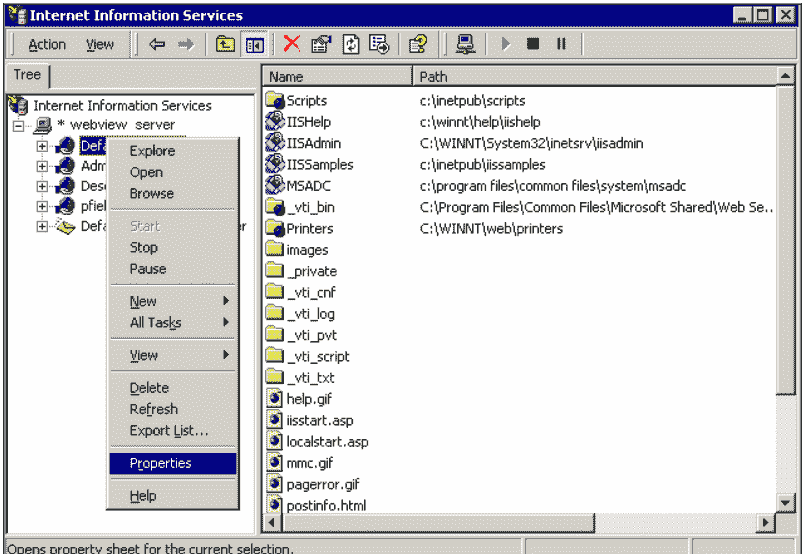 Internet Information Services
Action View
Tree
Name Path
Internet Information Services
* webview server
Defa
Adm
Des
pfiel
Defa r
Explore
Open
Browse
Start
Stop
Pause
New
All Tasks
View
Delete
Refresh
Export List...
Properties
Help
Scripts c:\inetpub\scripts
IISHelp c:\winnt\help\iishelp
IISAdmin C:\WINNT\System32\inetsrv\iisadmin
IISSamples c:\inetpub\iissamples
MSADC c:\program files\common files\system\msadc
_vti_bin C:\Program Files\Common Files\Microsoft Shared\Web Se..
Printers C:\WINNT\web\printers
images
_private
_vti_cnf
_vti_log
_vti_pvt
_vti_script
_vti_txt
help.gif
iisstart.asp
localstart.asp
mmc.gif
pagerror.gif
postinfo.html
Opens property sheet for the current selection.